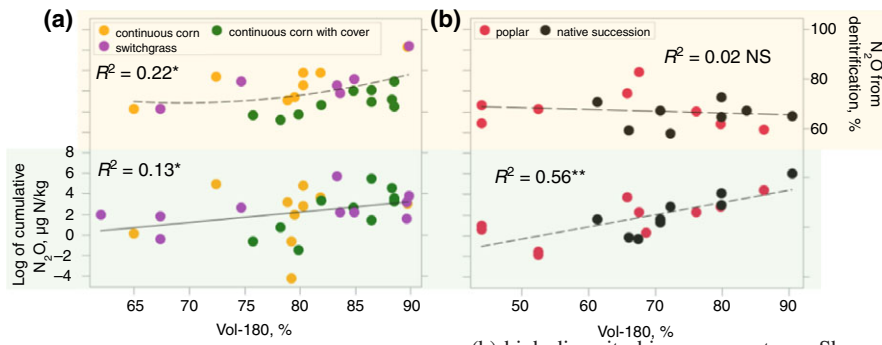 (a)
continuous corn
continuous corn with cover
switchgrass
R² = 0.22*
(b)
poplar
native succession
R² = 0.02 NS
100
80
60
N₂O from
denitrification, %
Log of cumulative
N₂O, µg N/kg
8
6
4
2
0
−2
−4
R² = 0.13*
R² = 0.56**
65 70 75 80 85 90
Vol-180, %
50 60 70 80 90
Vol-180, %